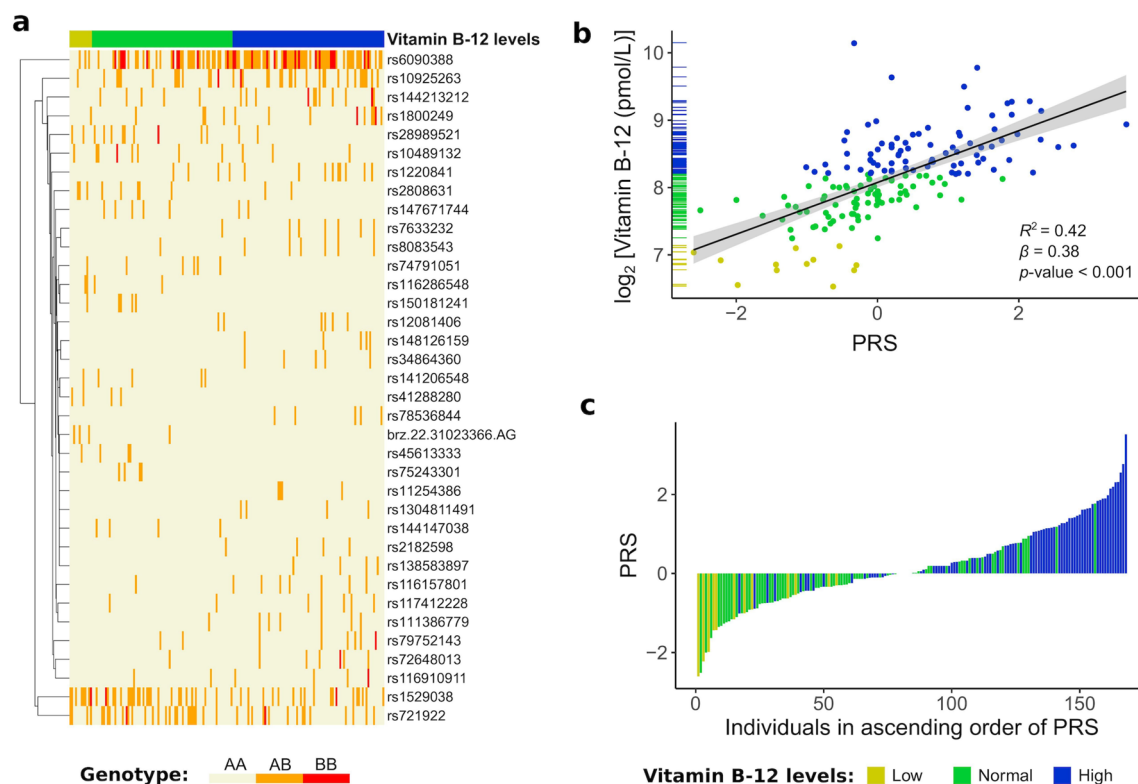 a
Vitamin B-12 levels
rs6090388
rs10925263
rs144213212
rs1800249
rs28989521
rs10489132
rs1220841
rs2808631
rs147671744
rs7633232
rs8083543
rs74791051
rs116286548
rs150181241
rs12081406
rs148126159
rs34864360
rs141206548
rs41288280
rs78536844
brz.22.31023366.AG
rs45613333
rs75243301
rs11254386
rs1304811491
rs144147038
rs2182598
rs138583897
rs116157801
rs117412228
rs111386779
rs79752143
rs72648013
rs116910911
rs1529038
rs721922
Genotype:
AA AB BB
b
log2 [Vitamin B-12 (pmol/L)]
10
9
8
7
R² = 0.42
β = 0.38
p-value < 0.001
−2 0 2
PRS
c
PRS
2
0
−2
0 50 100 150
Individuals in ascending order of PRS
Vitamin B-12 levels: Low Normal High